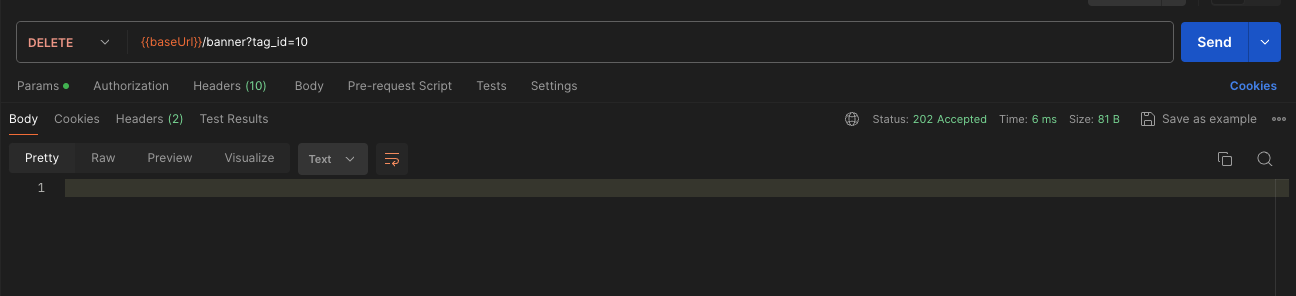 DELETE {{baseUrl}}/banner?tag_id=10 Send
Params Authorization Headers (10) Body Pre-request Script Tests Settings Cookies
Body Cookies Headers (2) Test Results Status: 202 Accepted Time: 6 ms Size: 81 B Save as example
Pretty Raw Preview Visualize Text
1